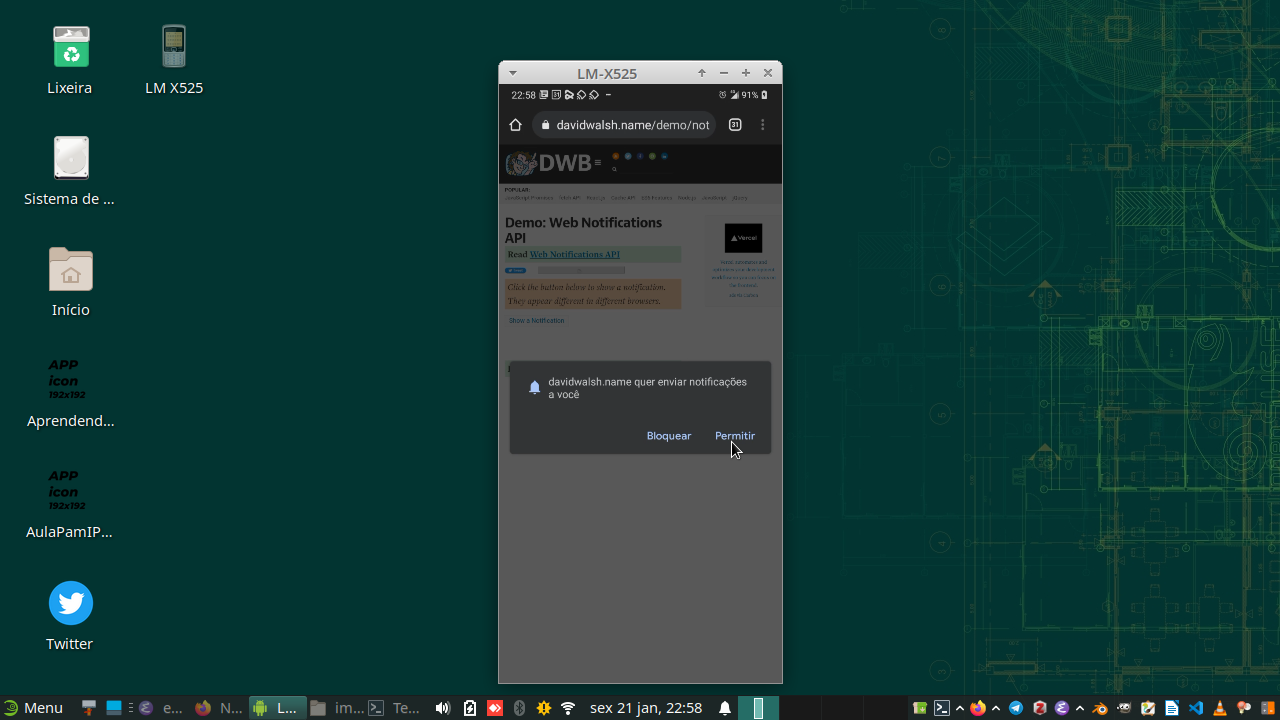 Lixeira
LM X525
Sistema de ...
Início
APP
icon
192x192
Aprendend...
APP
icon
192x192
AulaPamIP...
Twitter
LM-X525
22:58
91%
davidwalsh.name/demo/not
31
DWB
POPULAR:
Demo: Web Notifications
API
Read Web Notifications API
Vercel
Click the button below to show a notification.
They appear different in different browsers.
Show a Notification
davidwalsh.name quer enviar notificações
a você
Bloquear
Permitir
Menu
e...
N...
L...
im...
Te...
sex 21 jan, 22:58